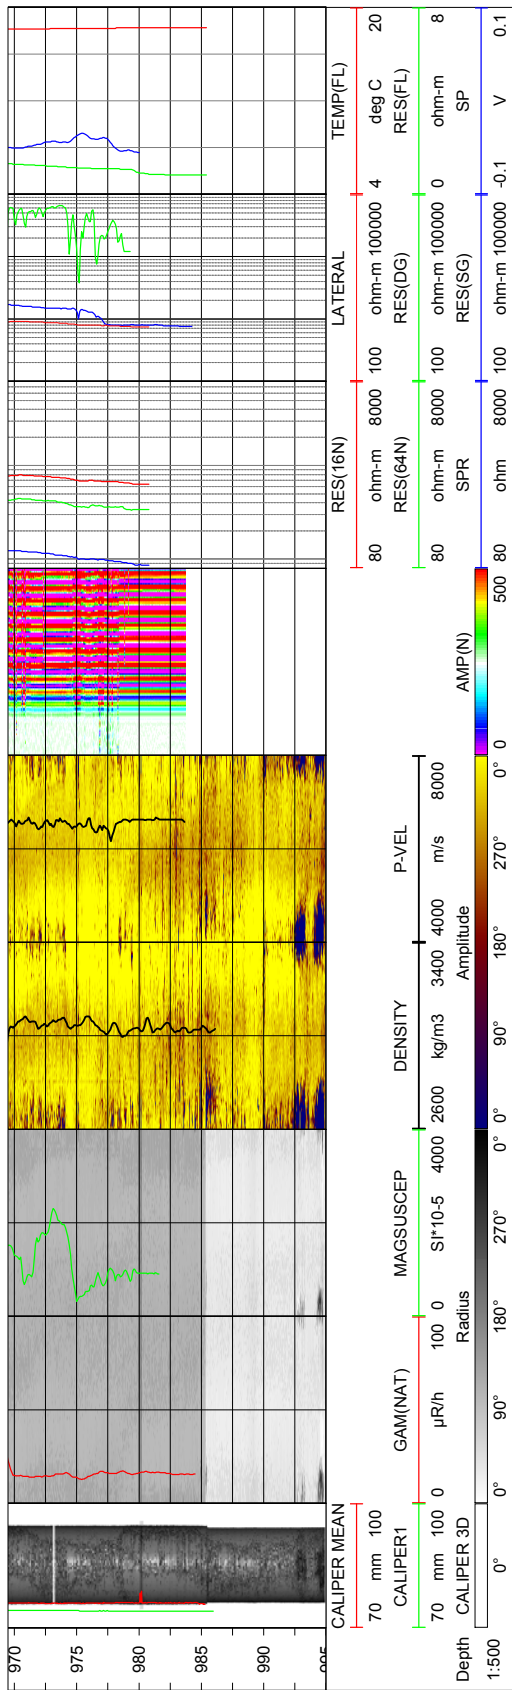 970
975
980
985
990
CALIPER MEAN RES(16N) LATERAL TEMP(FL)
70 mm 100 80 ohm-m 8000 100 ohm-m 100000 4 deg C 20
CALIPER1 GAM(NAT) MAGSUSCEP DENSITY P-VEL RES(64N) RES(DG) RES(FL)
70 mm 100 0 µR/h 100 0 SI*10-5 4000 2600 kg/m3 3400 4000 m/s 8000 80 ohm-m 8000 100 ohm-m 100000 0 ohm-m 8
Depth CALIPER 3D Radius Amplitude AMP(N) SPR RES(SG) SP
1:500 0° 0° 90° 180° 270° 0° 0° 90° 180° 270° 0° 0 500 80 ohm 8000 100 ohm-m 100000 -0.1 V 0.1